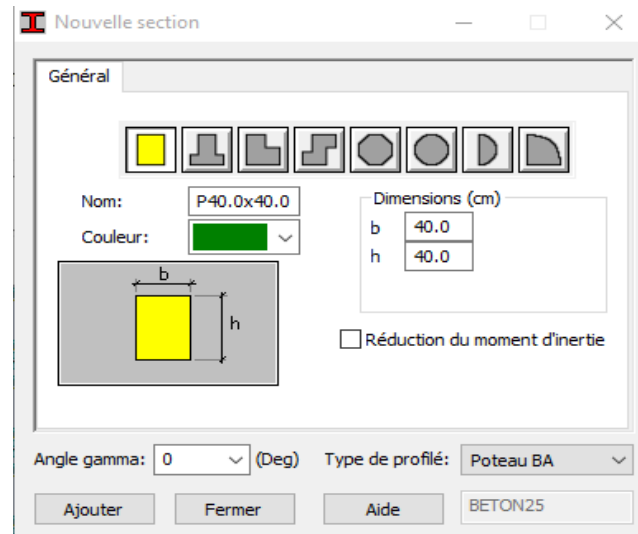 Nouvelle section
Général
Nom: P40.0x40.0
Dimensions (cm)
b 40.0
Couleur:
h 40.0
b
h
Réduction du moment d'inertie
Angle gamma: 0 (Deg) Type de profilé: Poteau BA
Ajouter Fermer Aide BETON25